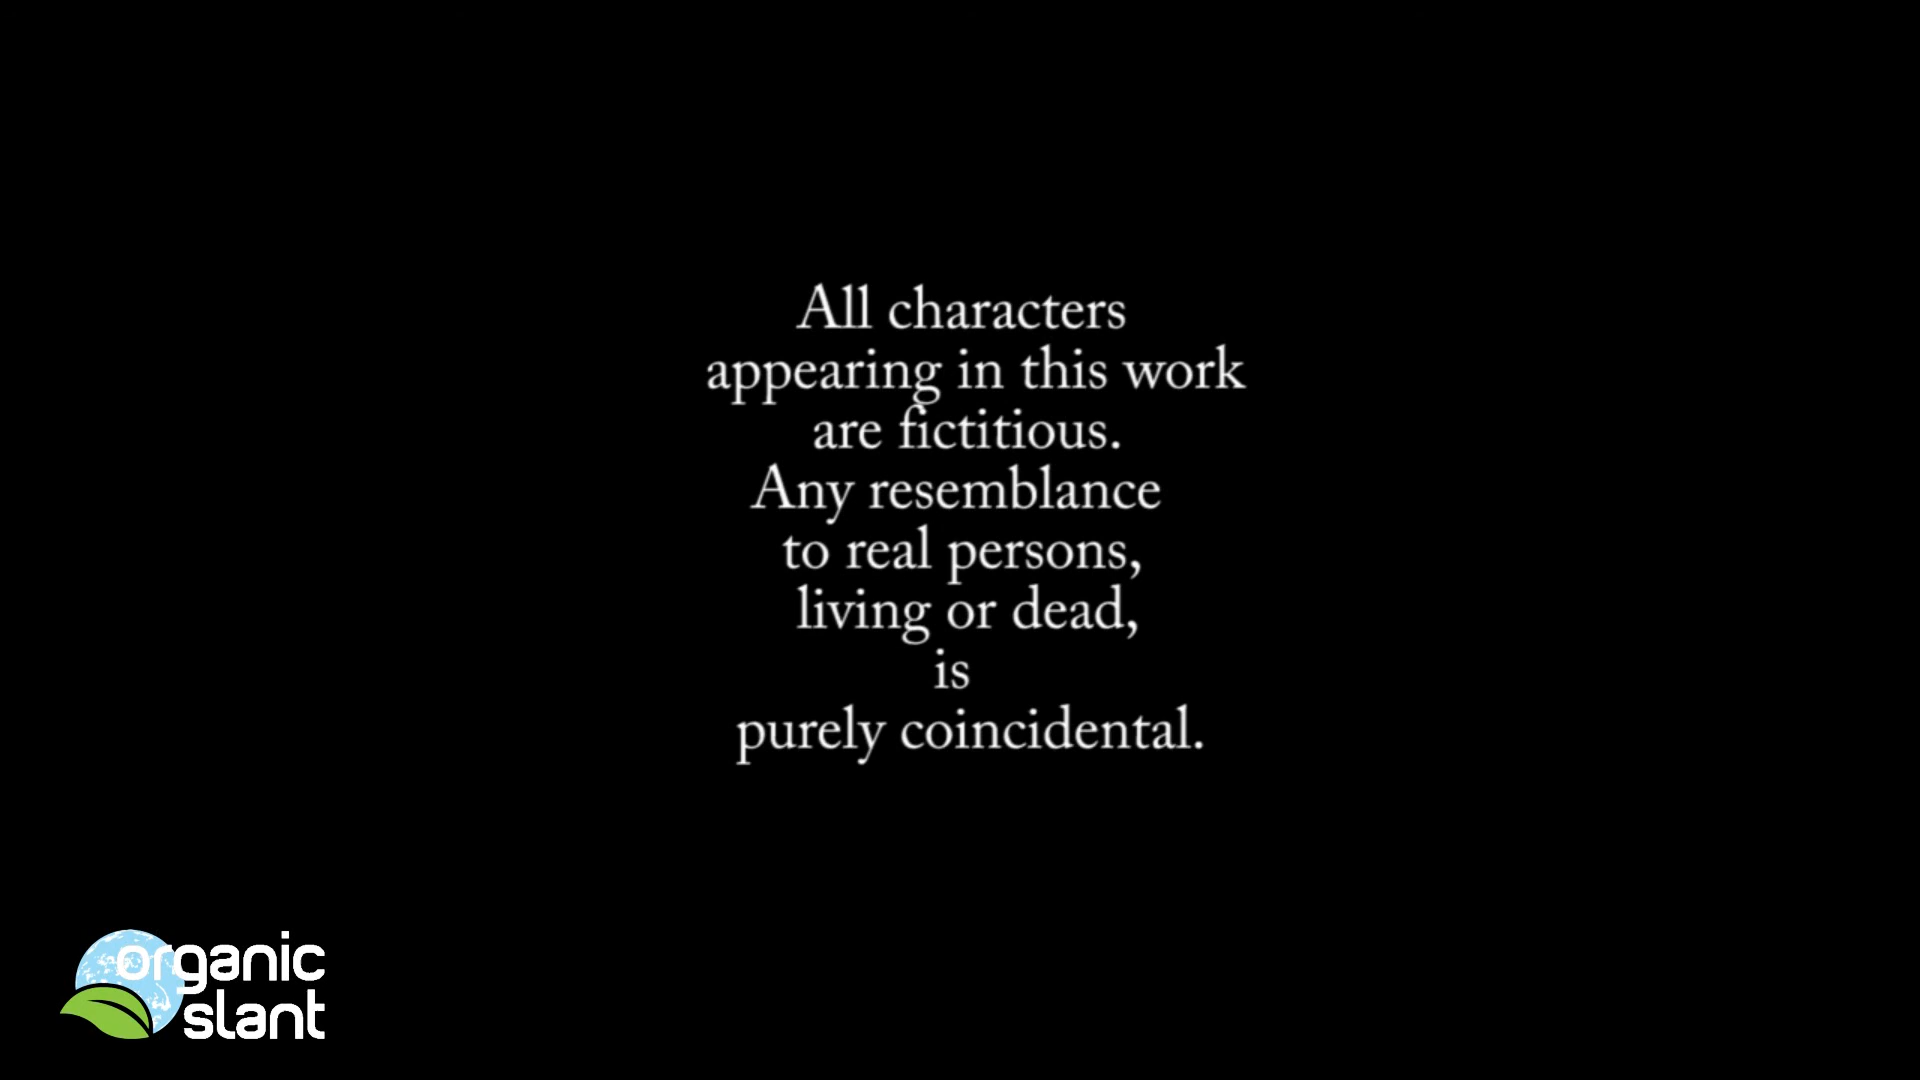 All characters
appearing in this work
are fictitious.
Any resemblance
to real persons,
living or dead,
is
purely coincidental.
organic
slant